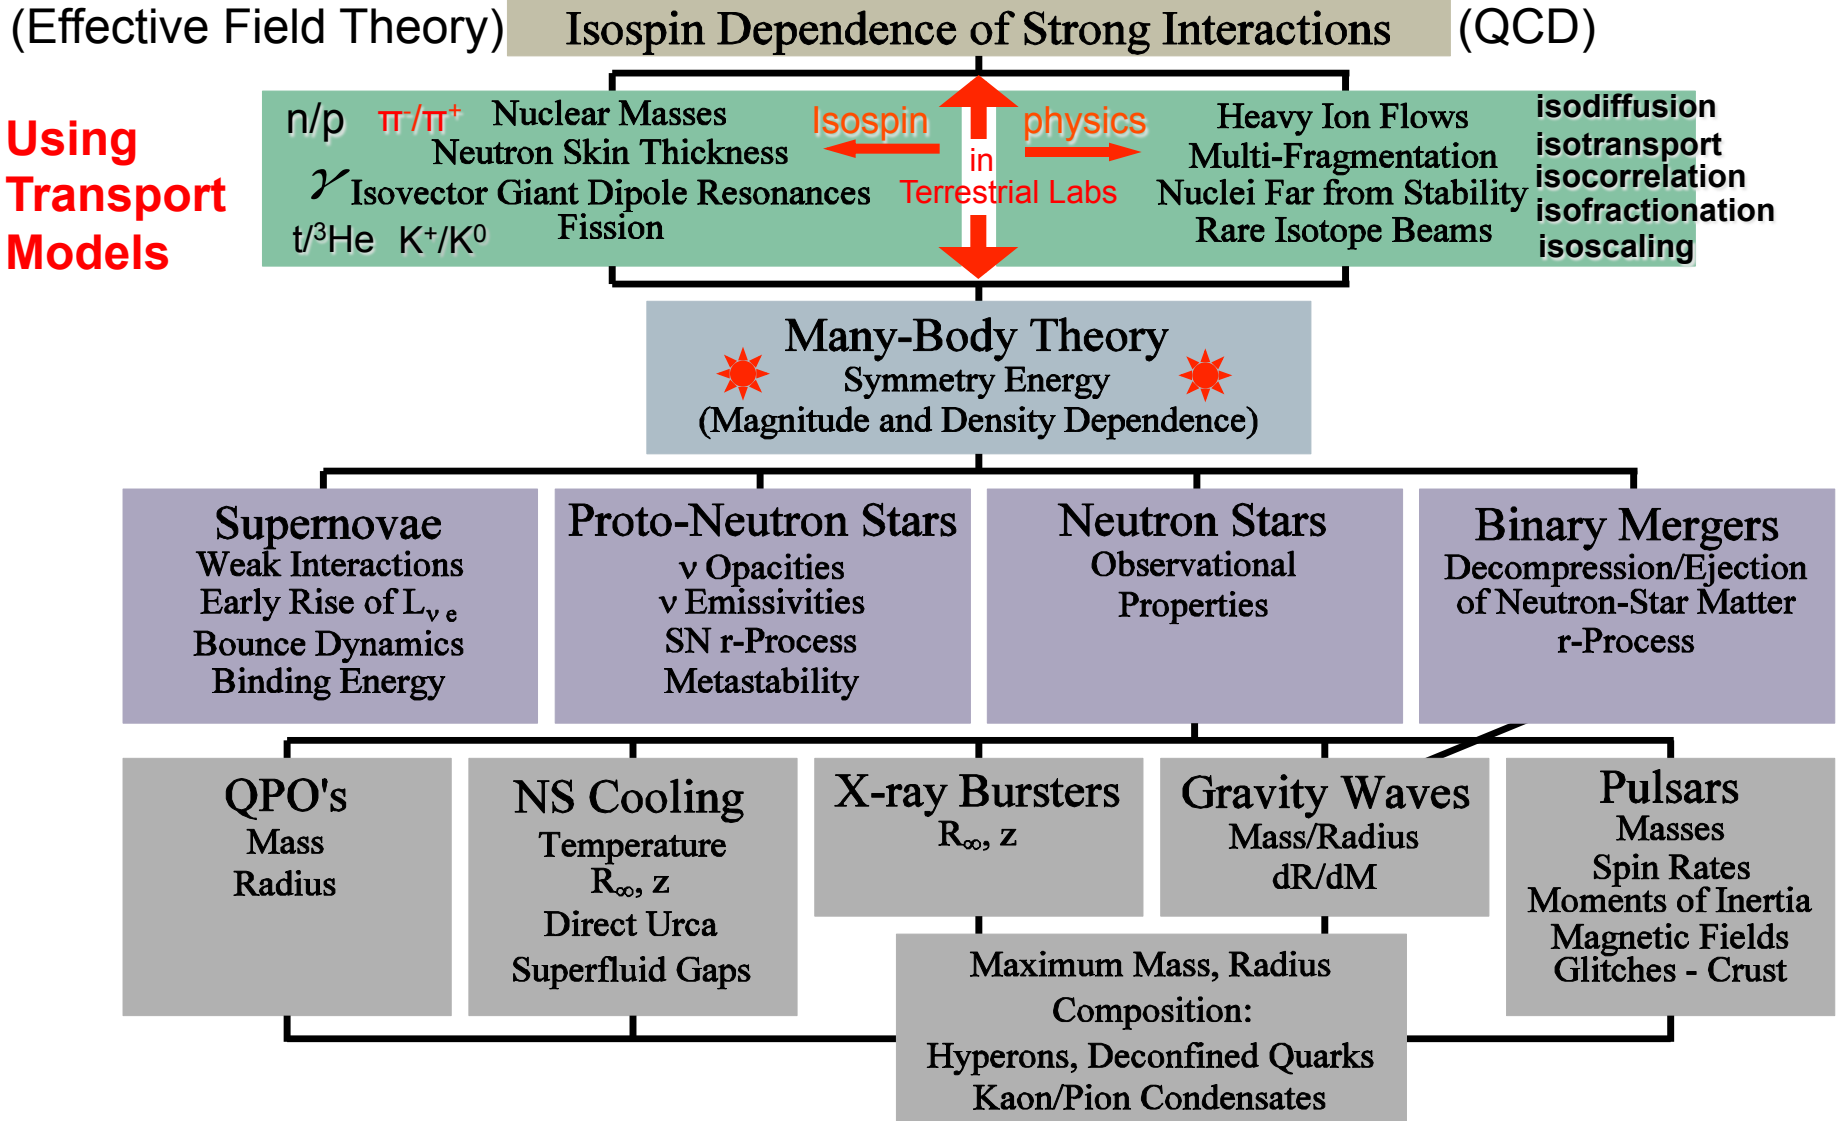 (Effective Field Theory) Isospin Dependence of Strong Interactions (QCD)
Using
Transport
Models
n/p π⁻/π⁺
γ
t/³He K⁺/K⁰
Nuclear Masses
Neutron Skin Thickness
Isovector Giant Dipole Resonances
Fission
Isospin physics
in
Terrestrial Labs
Heavy Ion Flows
Multi-Fragmentation
Nuclei Far from Stability
Rare Isotope Beams
isodiffusion
isotransport
isocorrelation
isofractionation
isoscaling
Many-Body Theory
Symmetry Energy
(Magnitude and Density Dependence)
Supernovae
Weak Interactions
Early Rise of L_ν e
Bounce Dynamics
Binding Energy
Proto-Neutron Stars
ν Opacities
ν Emissivities
SN r-Process
Metastability
Neutron Stars
Observational
Properties
Binary Mergers
Decompression/Ejection
of Neutron-Star Matter
r-Process
QPO's
Mass
Radius
NS Cooling
Temperature
R∞, z
Direct Urca
Superfluid Gaps
X-ray Bursters
R∞, z
Gravity Waves
Mass/Radius
dR/dM
Pulsars
Masses
Spin Rates
Moments of Inertia
Magnetic Fields
Glitches - Crust
Maximum Mass, Radius
Composition:
Hyperons, Deconfined Quarks
Kaon/Pion Condensates